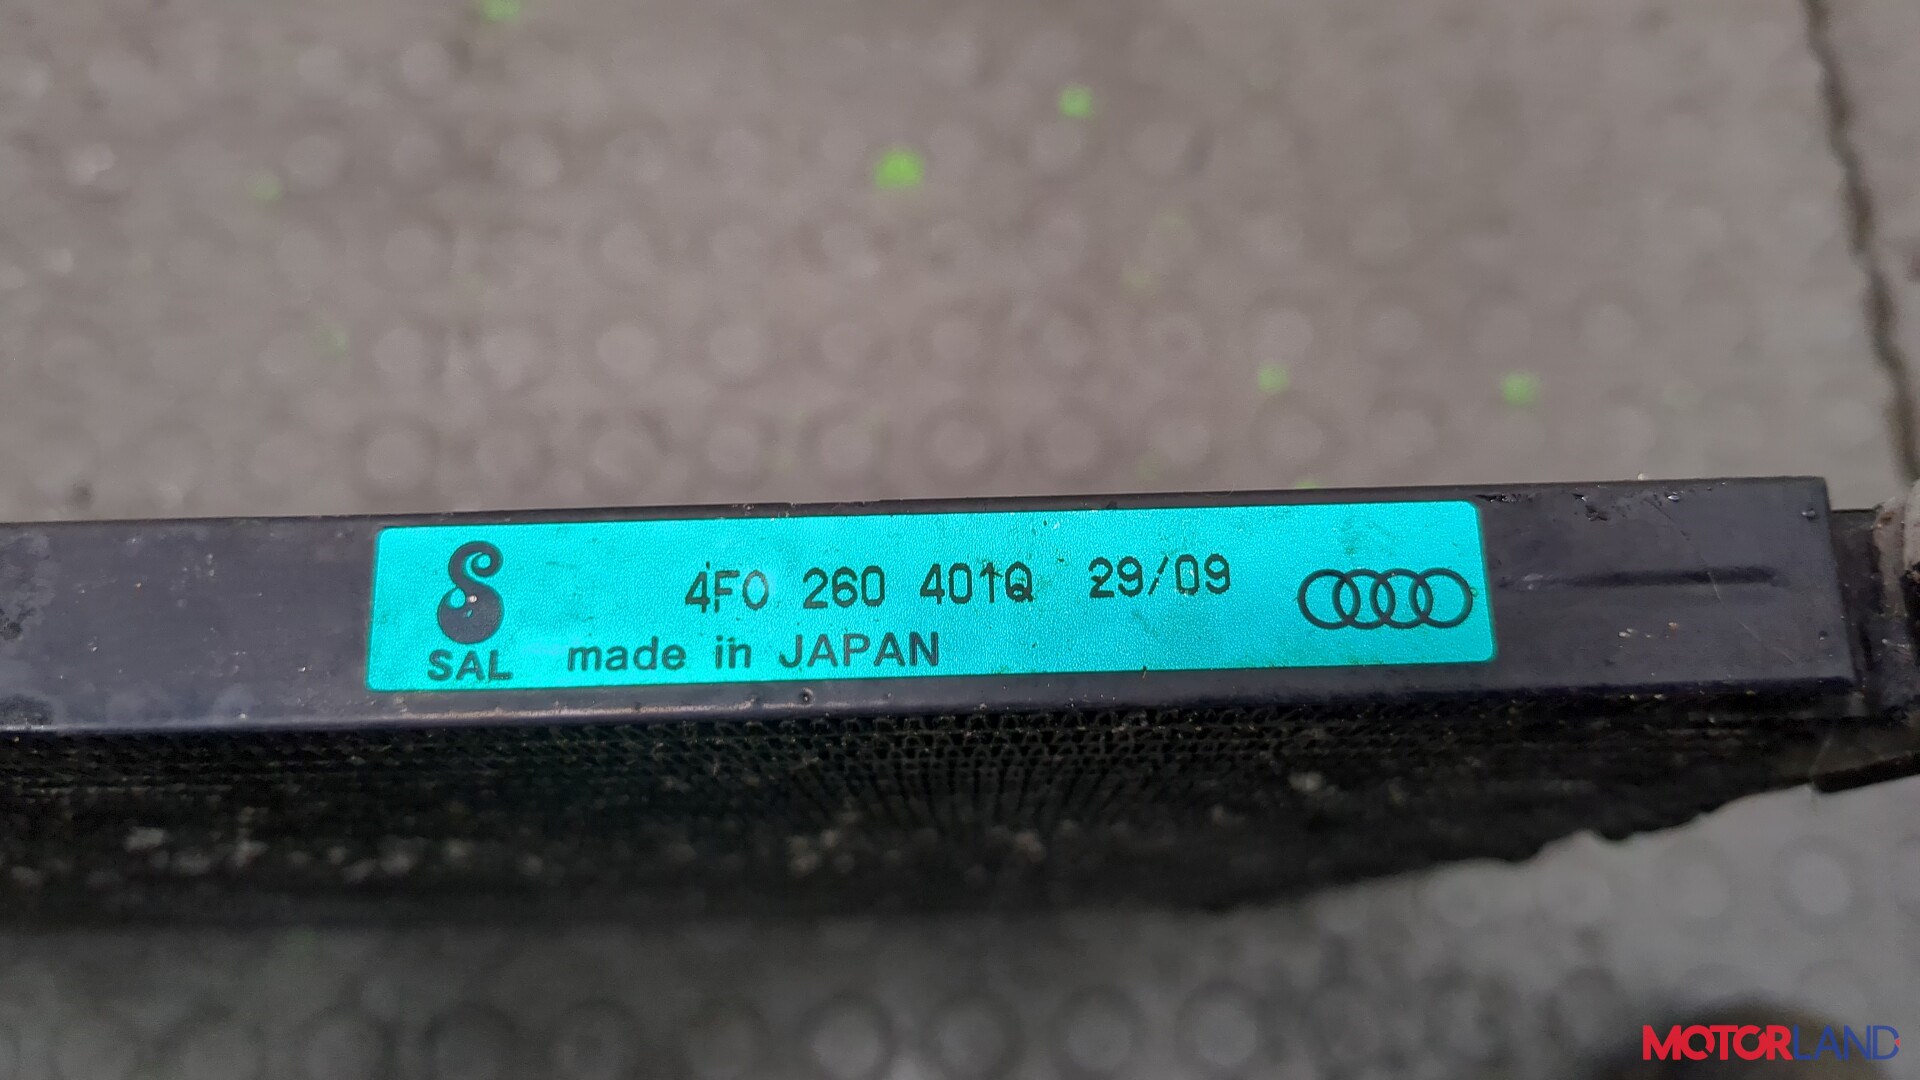 4F0 260 401Q 29/09
SAL made in JAPAN
MOTORLAND